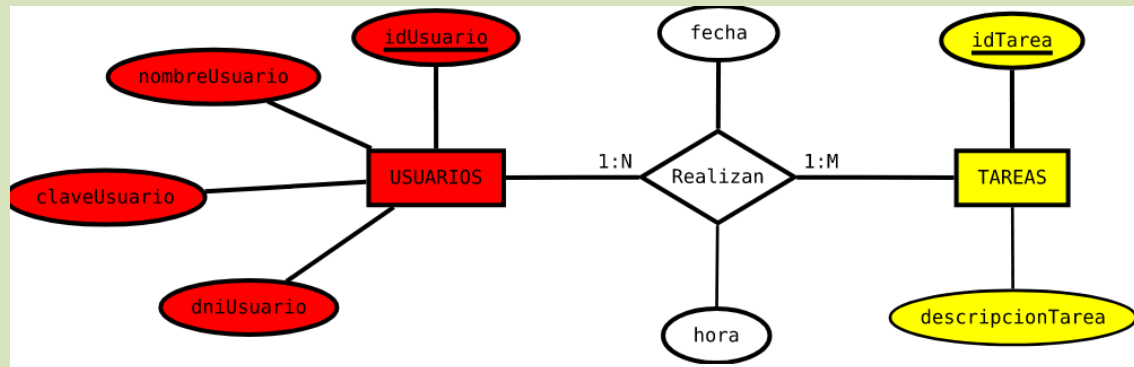 idUsuario
fecha
idTarea
nombreUsuario
1:N
1:M
USUARIOS
Realizan
TAREAS
claveUsuario
dniUsuario
hora
descripcionTarea